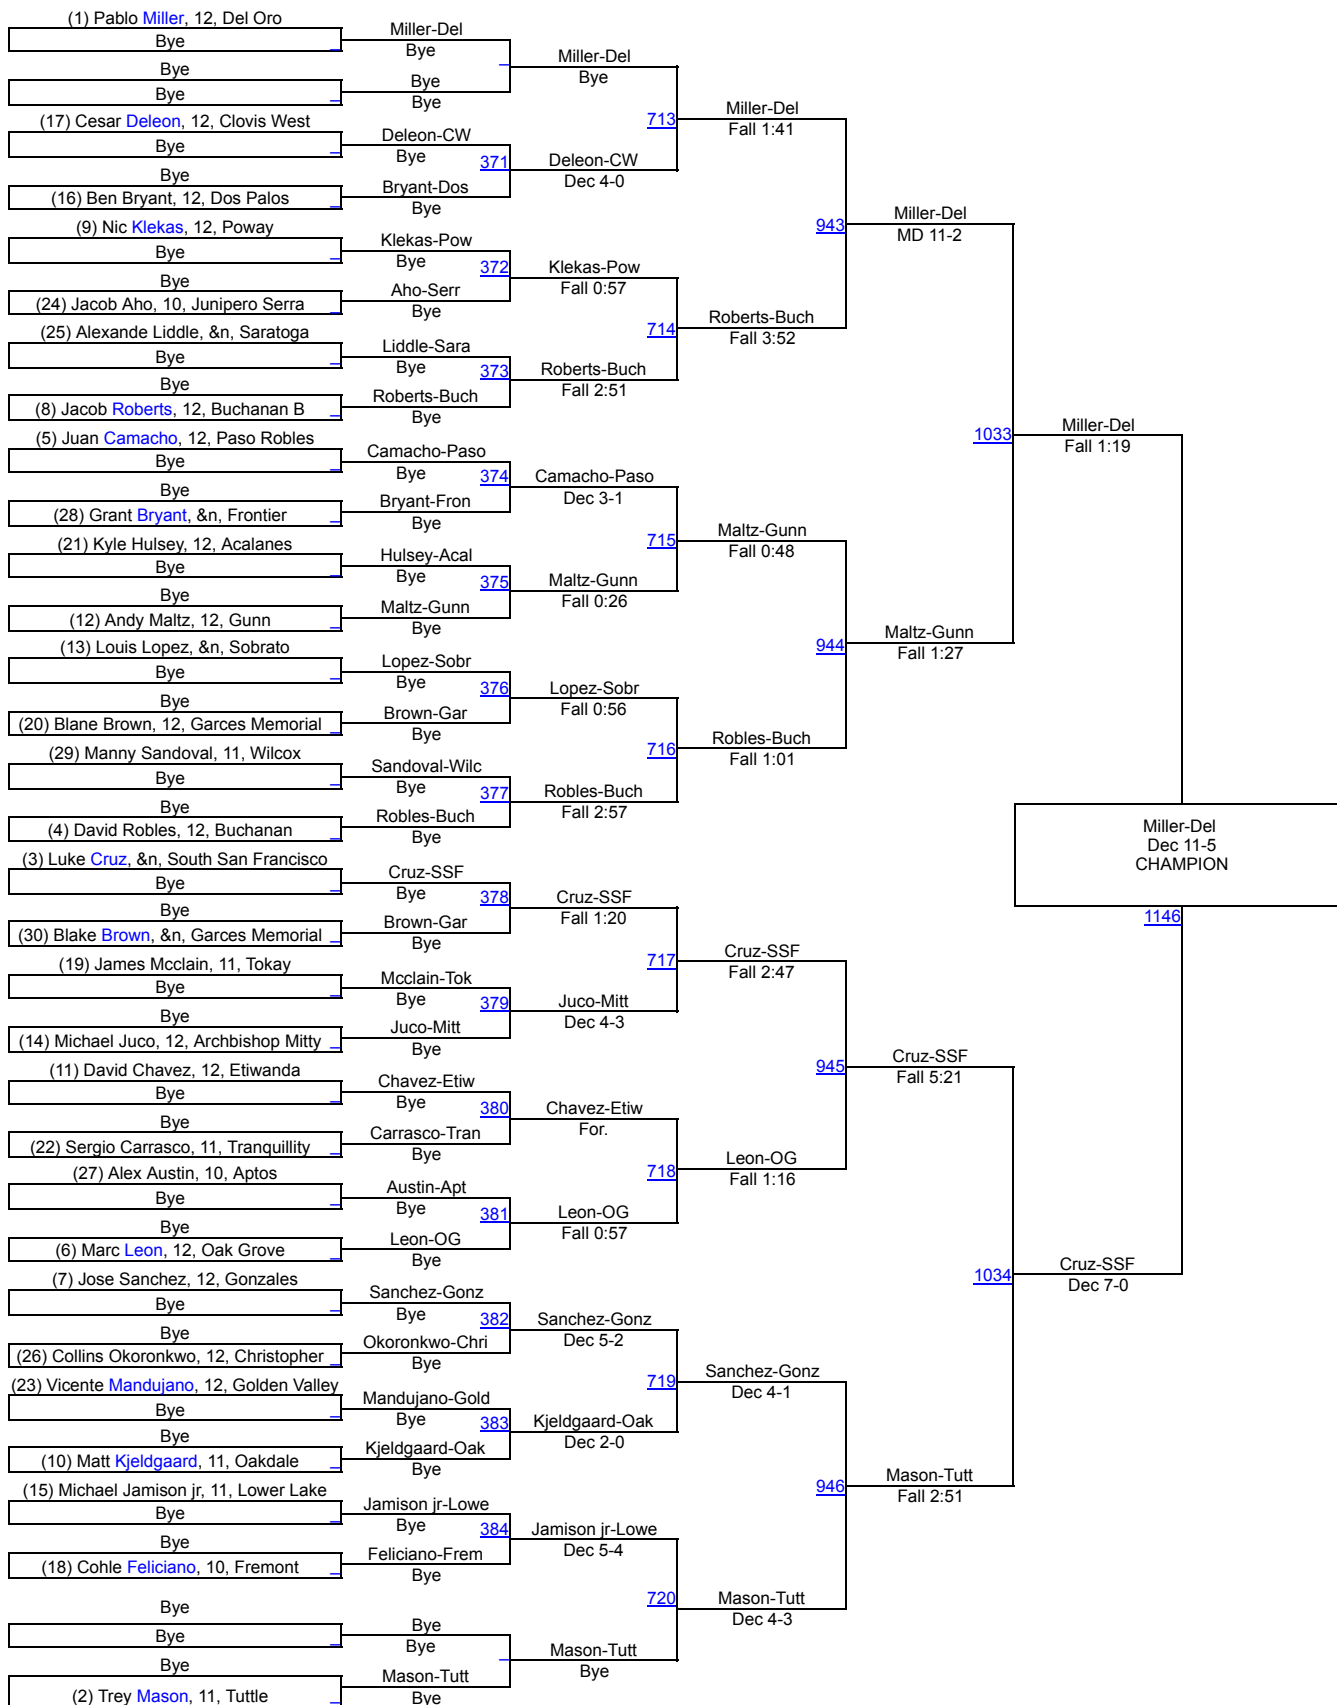 (1) Pablo Miller, 12, Del Oro
Bye
Bye
Bye
(17) Cesar Deleon, 12, Clovis West
Bye
Bye
(16) Ben Bryant, 12, Dos Palos
(9) Nic Klekas, 12, Poway
Bye
Bye
(24) Jacob Aho, 10, Junipero Serra
(25) Alexande Liddle, &n, Saratoga
Bye
Bye
(8) Jacob Roberts, 12, Buchanan B
(5) Juan Camacho, 12, Paso Robles
Bye
Bye
(28) Grant Bryant, &n, Frontier
(21) Kyle Hulsey, 12, Acalanes
Bye
Bye
(12) Andy Maltz, 12, Gunn
(13) Louis Lopez, &n, Sobrato
Bye
Bye
(20) Blane Brown, 12, Garces Memorial
(29) Manny Sandoval, 11, Wilcox
Bye
Bye
(4) David Robles, 12, Buchanan
(3) Luke Cruz, &n, South San Francisco
Bye
Bye
(30) Blake Brown, &n, Garces Memorial
(19) James Mcclain, 11, Tokay
Bye
Bye
(14) Michael Juco, 12, Archbishop Mitty
(11) David Chavez, 12, Etiwanda
Bye
Bye
(22) Sergio Carrasco, 11, Tranquillity
(27) Alex Austin, 10, Aptos
Bye
Bye
(6) Marc Leon, 12, Oak Grove
(7) Jose Sanchez, 12, Gonzales
Bye
Bye
(26) Collins Okoronkwo, 12, Christopher
(23) Vicente Mandujano, 12, Golden Valley
Bye
Bye
(10) Matt Kjeldgaard, 11, Oakdale
(15) Michael Jamison jr, 11, Lower Lake
Bye
Bye
(18) Cohle Feliciano, 10, Fremont
Bye
Bye
Bye
(2) Trey Mason, 11, Tuttle
Miller-Del
Bye
Bye
Bye
Deleon-CW
Bye
371
Bryant-Dos
Bye
Klekas-Pow
Bye
372
Aho-Serr
Bye
Liddle-Sara
Bye
373
Roberts-Buch
Bye
Camacho-Paso
Bye
374
Bryant-Fron
Bye
Hulsey-Acal
Bye
375
Maltz-Gunn
Bye
Lopez-Sobr
Bye
376
Brown-Gar
Bye
Sandoval-Wilc
Bye
377
Robles-Buch
Bye
Cruz-SSF
Bye
378
Brown-Gar
Bye
Mcclain-Tok
Bye
379
Juco-Mitt
Bye
Chavez-Etiw
Bye
380
Carrasco-Tran
Bye
Austin-Apt
Bye
381
Leon-OG
Bye
Sanchez-Gonz
Bye
382
Okoronkwo-Chri
Bye
Mandujano-Gold
Bye
383
Kjeldgaard-Oak
Bye
Jamison jr-Lowe
Bye
384
Feliciano-Frem
Bye
Bye
Bye
Mason-Tutt
Bye
Miller-Del
Bye
713
Deleon-CW
Dec 4-0
Klekas-Pow
Fall 0:57
714
Roberts-Buch
Fall 2:51
Camacho-Paso
Dec 3-1
715
Maltz-Gunn
Fall 0:26
Lopez-Sobr
Fall 0:56
716
Robles-Buch
Fall 2:57
Cruz-SSF
Fall 1:20
717
Juco-Mitt
Dec 4-3
Chavez-Etiw
For.
718
Leon-OG
Fall 0:57
Sanchez-Gonz
Dec 5-2
719
Kjeldgaard-Oak
Dec 2-0
Jamison jr-Lowe
Dec 5-4
720
Mason-Tutt
Bye
Miller-Del
Fall 1:41
943
Roberts-Buch
Fall 3:52
Maltz-Gunn
Fall 0:48
944
Robles-Buch
Fall 1:01
Cruz-SSF
Fall 2:47
945
Leon-OG
Fall 1:16
Sanchez-Gonz
Dec 4-1
946
Mason-Tutt
Dec 4-3
Miller-Del
MD 11-2
1033
Maltz-Gunn
Fall 1:27
Cruz-SSF
Fall 5:21
1034
Mason-Tutt
Fall 2:51
Miller-Del
Fall 1:19
Cruz-SSF
Dec 7-0
Miller-Del
Dec 11-5
CHAMPION
1146